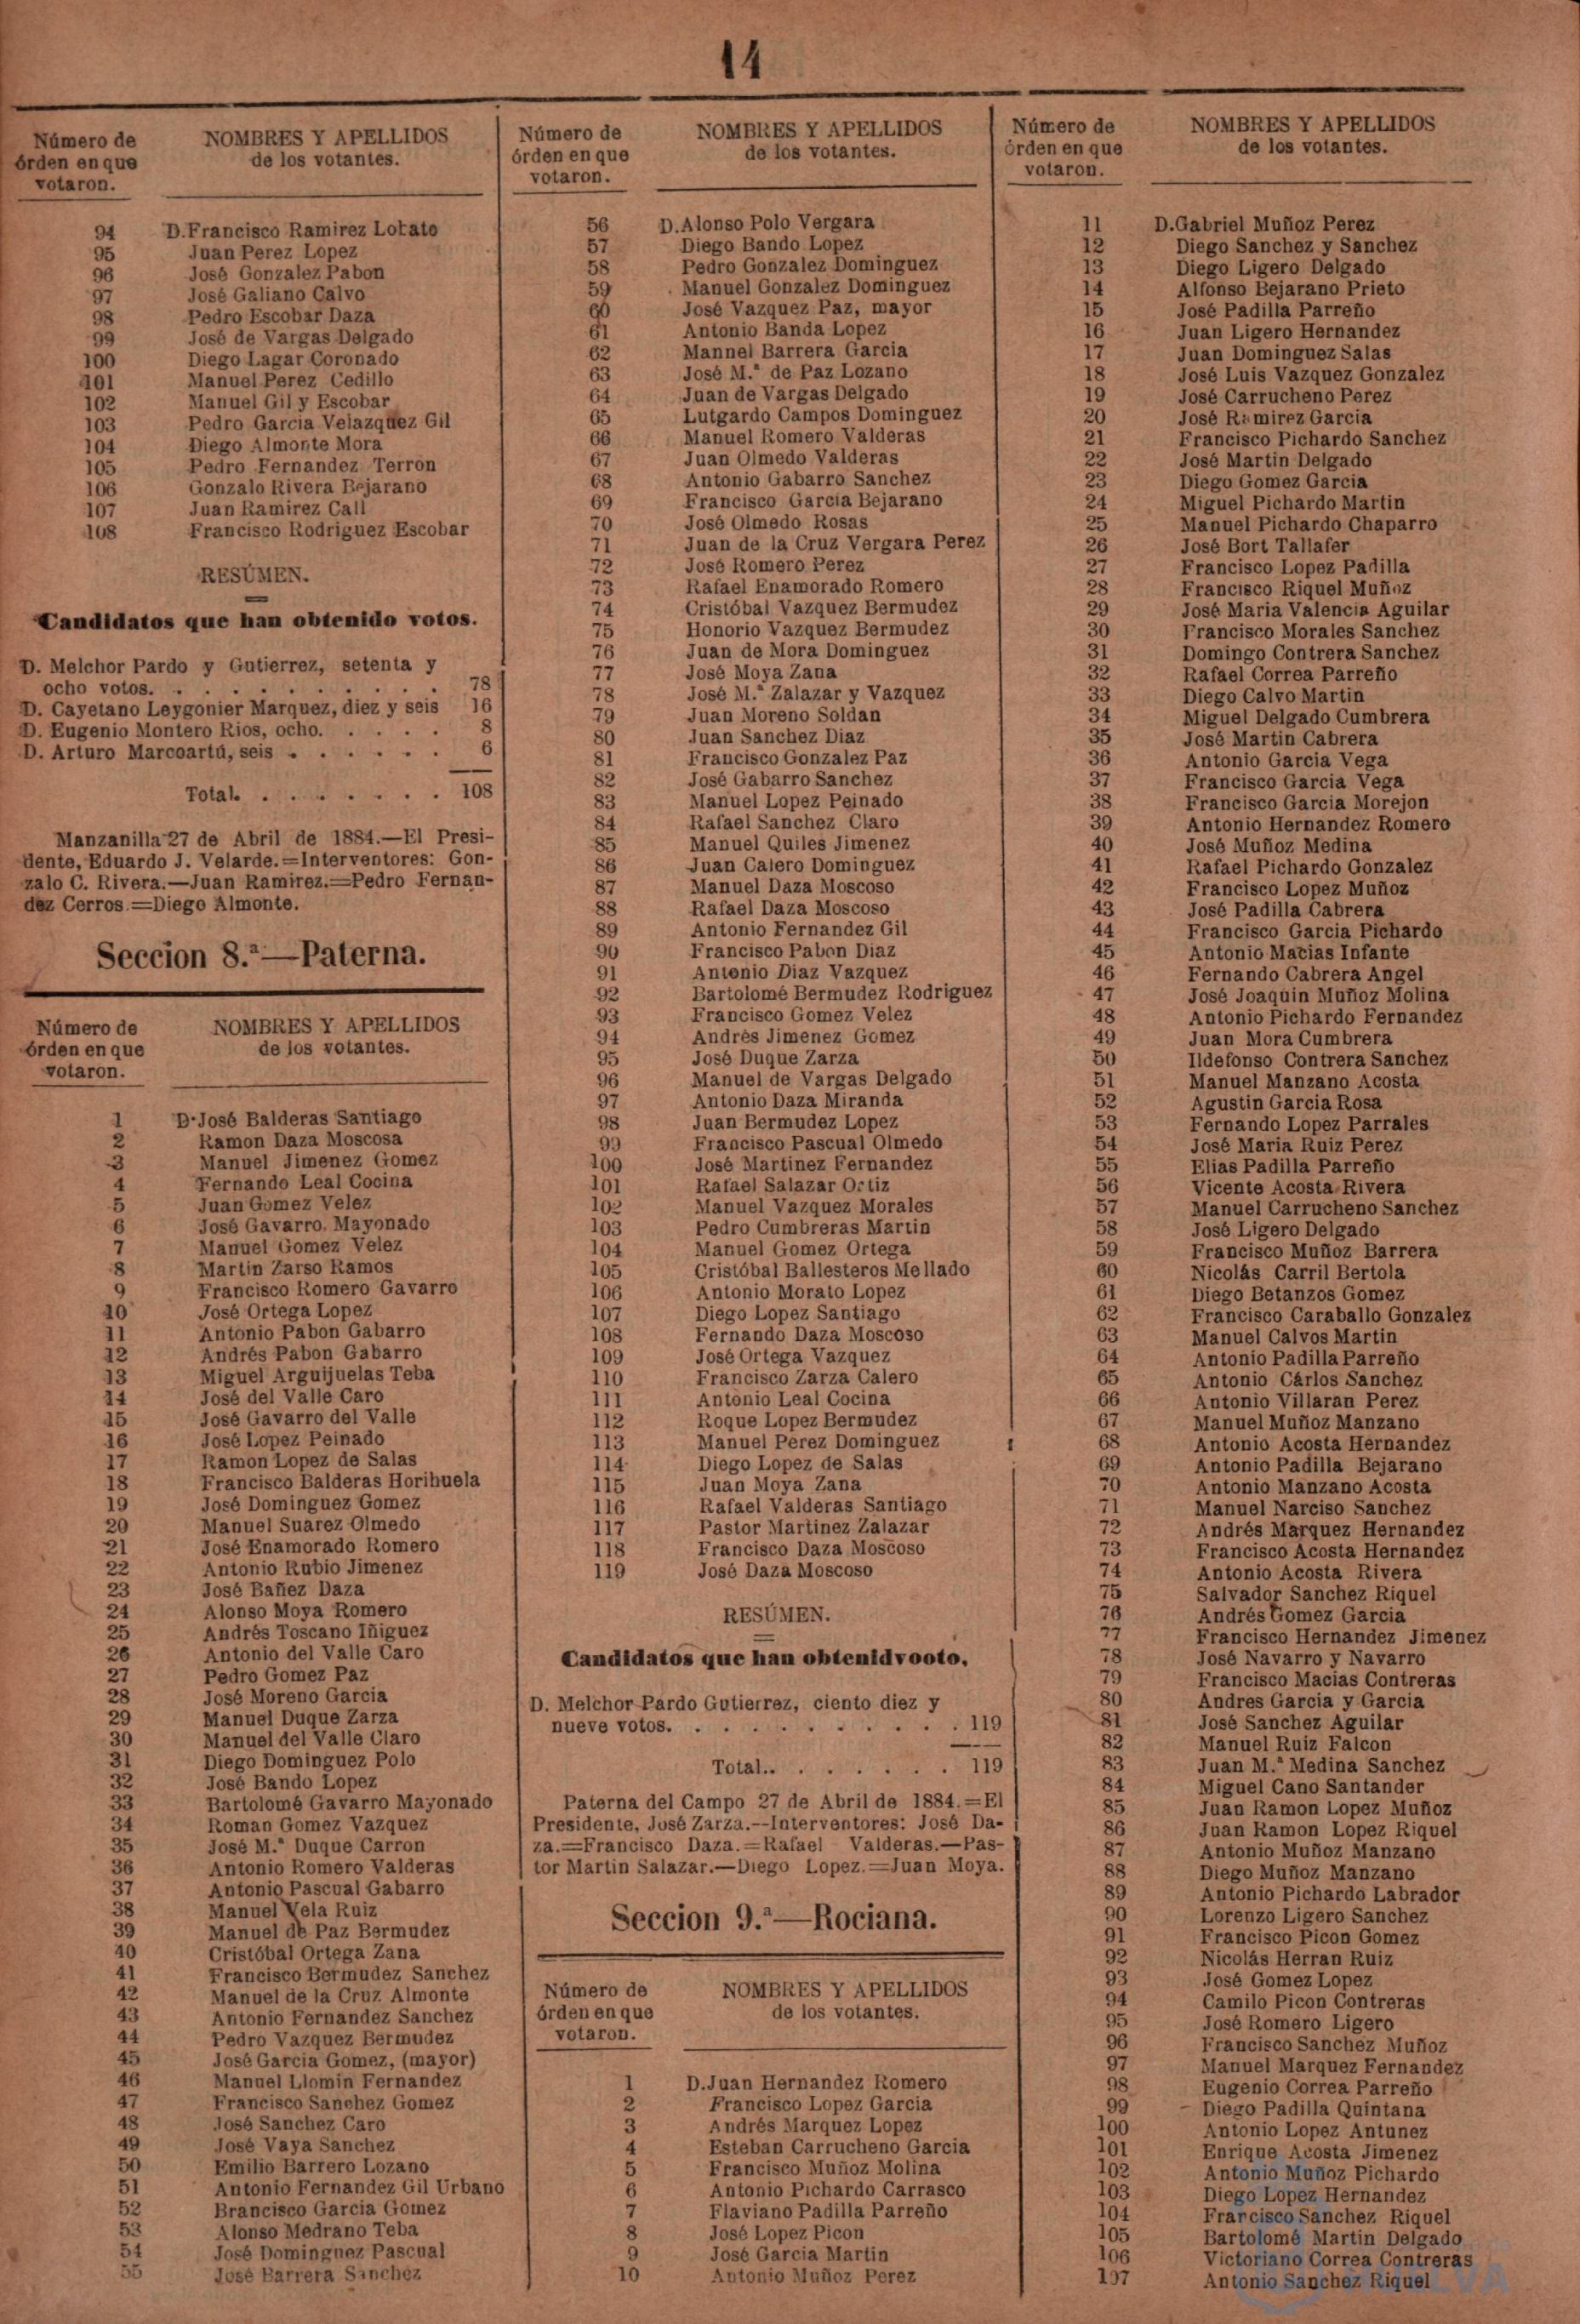 14
Número de
órden en que
votaron.
NOMBRES Y APELLIDOS
de los votantes.
94 D. Francisco Ramirez Lobato
95 Juan Perez Lopez
96 José Gonzalez Pabon
97 José Galiano Calvo
98 Pedro Escobar Daza
99 José de Vargas Delgado
100 Diego Lagar Coronado
101 Manuel Perez Cedillo
102 Manuel Gil y Escobar
103 Pedro Garcia Velazquez Gil
104 Diego Almonte Mora
105 Pedro Fernandez Terron
106 Gonzalo Rivera Bejarano
107 Juan Ramirez Call
108 Francisco Rodriguez Escobar
RESÚMEN.
Candidatos que han obtenido votos.
D. Melchor Pardo y Gutierrez, setenta y
ocho votos. . . . . . . . . . . 78
D. Cayetano Leygonier Marquez, diez y seis 16
D. Eugenio Montero Rios, ocho. . . . . 8
D. Arturo Marcoartú, seis . . . . . . 6
Total. . . . . . . . . 108
Manzanilla 27 de Abril de 1884.—El Presi-
dente, Eduardo J. Velarde.=Interventores: Gon-
zalo C. Rivera.—Juan Ramirez.=Pedro Fernan-
dez Cerros.=Diego Almonte.
Seccion 8.ª—Paterna.
Número de
órden en que
votaron.
NOMBRES Y APELLIDOS
de los votantes.
1 D. José Balderas Santiago
2 Ramon Daza Moscosa
3 Manuel Jimenez Gomez
4 Fernando Leal Cocina
5 Juan Gomez Velez
6 José Gavarro. Mayonado
7 Manuel Gomez Velez
8 Martin Zarso Ramos
9 Francisco Romero Gavarro
10 José Ortega Lopez
11 Antonio Pabon Gabarro
12 Andrés Pabon Gabarro
13 Miguel Arguijuelas Teba
14 José del Valle Caro
15 José Gavarro del Valle
16 José Lopez Peinado
17 Ramon Lopez de Salas
18 Francisco Balderas Horihuela
19 José Dominguez Gomez
20 Manuel Suarez Olmedo
21 José Enamorado Romero
22 Antonio Rubio Jimenez
23 José Bañez Daza
24 Alonso Moya Romero
25 Andrés Toscano Iñiguez
26 Antonio del Valle Caro
27 Pedro Gomez Paz
28 José Moreno Garcia
29 Manuel Duque Zarza
30 Manuel del Valle Claro
31 Diego Dominguez Polo
32 José Bando Lopez
33 Bartolomé Gavarro Mayonado
34 Roman Gomez Vazquez
35 José M.ª Duque Carron
36 Antonio Romero Valderas
37 Antonio Pascual Gabarro
38 Manuel Vela Ruiz
39 Manuel de Paz Bermudez
40 Cristóbal Ortega Zana
41 Francisco Bermudez Sanchez
42 Manuel de la Cruz Almonte
43 Antonio Fernandez Sanchez
44 Pedro Vazquez Bermudez
45 José Garcia Gomez, (mayor)
46 Manuel Llomin Fernandez
47 Francisco Sanchez Gomez
48 José Sanchez Caro
49 José Vaya Sanchez
50 Emilio Barrero Lozano
51 Antonio Fernandez Gil Urbano
52 Brancisco Garcia Gomez
53 Alonso Medrano Teba
54 José Dominguez Pascual
55 José Barrera Sanchez
Número de
órden en que
votaron.
NOMBRES Y APELLIDOS
de los votantes.
56 D. Alonso Polo Vergara
57 Diego Bando Lopez
58 Pedro Gonzalez Dominguez
59 Manuel Gonzalez Dominguez
60 José Vazquez Paz, mayor
61 Antonio Banda Lopez
62 Mannel Barrera Garcia
63 José M.ª de Paz Lozano
64 Juan de Vargas Delgado
65 Lutgardo Campos Dominguez
66 Manuel Romero Valderas
67 Juan Olmedo Valderas
68 Antonio Gabarro Sanchez
69 Francisco Garcia Bejarano
70 José Olmedo Rosas
71 Juan de la Cruz Vergara Perez
72 José Romero Perez
73 Rafael Enamorado Romero
74 Cristóbal Vazquez Bermudez
75 Honorio Vazquez Bermudez
76 Juan de Mora Dominguez
77 José Moya Zana
78 José M.ª Zalazar y Vazquez
79 Juan Moreno Soldan
80 Juan Sanchez Diaz
81 Francisco Gonzalez Paz
82 José Gabarro Sanchez
83 Manuel Lopez Peinado
84 Rafael Sanchez Claro
85 Manuel Quiles Jimenez
86 Juan Calero Dominguez
87 Manuel Daza Moscoso
88 Rafael Daza Moscoso
89 Antonio Fernandez Gil
90 Francisco Pabon Diaz
91 Antonio Diaz Vazquez
92 Bartolomé Bermudez Rodriguez
93 Francisco Gomez Velez
94 Andrés Jimenez Gomez
95 José Duque Zarza
96 Manuel de Vargas Delgado
97 Antonio Daza Miranda
98 Juan Bermudez Lopez
99 Francisco Pascual Olmedo
100 José Martinez Fernandez
101 Rafael Salazar Ortiz
102 Manuel Vazquez Morales
103 Pedro Cumbreras Martin
104 Manuel Gomez Ortega
105 Cristóbal Ballesteros Mellado
106 Antonio Morato Lopez
107 Diego Lopez Santiago
108 Fernando Daza Moscoso
109 José Ortega Vazquez
110 Francisco Zarza Calero
111 Antonio Leal Cocina
112 Roque Lopez Bermudez
113 Manuel Perez Dominguez
114 Diego Lopez de Salas
115 Juan Moya Zana
116 Rafael Valderas Santiago
117 Pastor Martinez Zalazar
118 Francisco Daza Moscoso
119 José Daza Moscoso
RESÚMEN.
Candidatos que han obtenidvooto,
D. Melchor Pardo Gutierrez, ciento diez y
nueve votos. . . . . . . . . . . 119
Total.. . . . . . . . 119
Paterna del Campo 27 de Abril de 1884.=El
Presidente, José Zarza.--Interventores: José Da-
za.=Francisco Daza.=Rafael Valderas.—Pas-
tor Martin Salazar.—Diego Lopez.=Juan Moya.
Seccion 9.ª—Rociana.
Número de
órden en que
votaron.
NOMBRES Y APELLIDOS
de los votantes.
1 D. Juan Hernandez Romero
2 Francisco Lopez Garcia
3 Andrés Marquez Lopez
4 Esteban Carrucheno Garcia
5 Francisco Muñoz Molina
6 Antonio Pichardo Carrasco
7 Flaviano Padilla Parreño
8 José Lopez Picon
9 José Garcia Martin
10 Antonio Muñoz Perez
Número de
órden en que
votaron.
NOMBRES Y APELLIDOS
de los votantes.
11 D. Gabriel Muñoz Perez
12 Diego Sanchez y Sanchez
13 Diego Ligero Delgado
14 Alfonso Bejarano Prieto
15 José Padilla Parreño
16 Juan Ligero Hernandez
17 Juan Dominguez Salas
18 José Luis Vazquez Gonzalez
19 José Carrucheno Perez
20 José Ramirez Garcia
21 Francisco Pichardo Sanchez
22 José Martin Delgado
23 Diego Gomez Garcia
24 Miguel Pichardo Martin
25 Manuel Pichardo Chaparro
26 José Bort Tallafer
27 Francisco Lopez Padilla
28 Francisco Riquel Muñoz
29 José Maria Valencia Aguilar
30 Francisco Morales Sanchez
31 Domingo Contrera Sanchez
32 Rafael Correa Parreño
33 Diego Calvo Martin
34 Miguel Delgado Cumbrera
35 José Martin Cabrera
36 Antonio Garcia Vega
37 Francisco Garcia Vega
38 Francisco Garcia Morejon
39 Antonio Hernandez Romero
40 José Muñoz Medina
41 Rafael Pichardo Gonzalez
42 Francisco Lopez Muñoz
43 José Padilla Cabrera
44 Francisco Garcia Pichardo
45 Antonio Macias Infante
46 Fernando Cabrera Angel
47 José Joaquin Muñoz Molina
48 Antonio Pichardo Fernandez
49 Juan Mora Cumbrera
50 Ildefonso Contrera Sanchez
51 Manuel Manzano Acosta
52 Agustin Garcia Rosa
53 Fernando Lopez Parrales
54 José Maria Ruiz Perez
55 Elias Padilla Parreño
56 Vicente Acosta Rivera
57 Manuel Carrucheno Sanchez
58 José Ligero Delgado
59 Francisco Muñoz Barrera
60 Nicolás Carril Bertola
61 Diego Betanzos Gomez
62 Francisco Caraballo Gonzalez
63 Manuel Calvos Martin
64 Antonio Padilla Parreño
65 Antonio Cárlos Sanchez
66 Antonio Villaran Perez
67 Manuel Muñoz Manzano
68 Antonio Acosta Hernandez
69 Antonio Padilla Bejarano
70 Antonio Manzano Acosta
71 Manuel Narciso Sanchez
72 Andrés Marquez Hernandez
73 Francisco Acosta Hernandez
74 Antonio Acosta Rivera
75 Salvador Sanchez Riquel
76 Andrés Gomez Garcia
77 Francisco Hernandez Jimenez
78 José Navarro y Navarro
79 Francisco Macias Contreras
80 Andres Garcia y Garcia
81 José Sanchez Aguilar
82 Manuel Ruiz Falcon
83 Juan M.ª Medina Sanchez
84 Miguel Cano Santander
85 Juan Ramon Lopez Muñoz
86 Juan Ramon Lopez Riquel
87 Antonio Muñoz Manzano
88 Diego Muñoz Manzano
89 Antonio Pichardo Labrador
90 Lorenzo Ligero Sanchez
91 Francisco Picon Gomez
92 Nicolás Herran Ruiz
93 José Gomez Lopez
94 Camilo Picon Contreras
95 José Romero Ligero
96 Francisco Sanchez Muñoz
97 Manuel Marquez Fernandez
98 Eugenio Correa Parreño
99 Diego Padilla Quintana
100 Antonio Lopez Antunez
101 Enrique Acosta Jimenez
102 Antonio Muñoz Pichardo
103 Diego Lopez Hernandez
104 Francisco Sanchez Riquel
105 Bartolomé Martin Delgado
106 Victoriano Correa Contreras
107 Antonio Sanchez Riquel